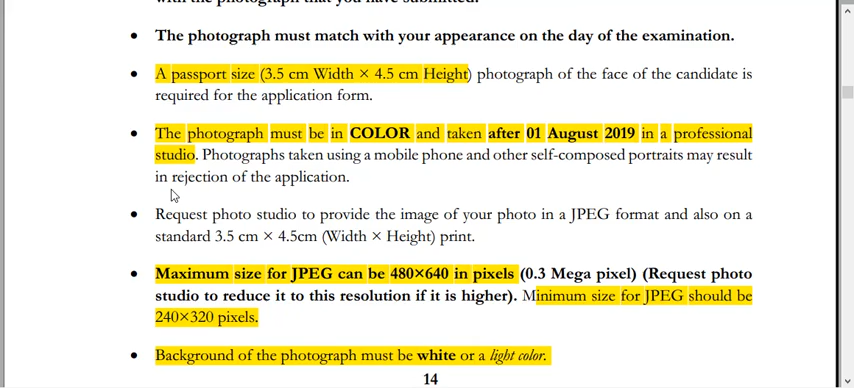 with the photograph that you have submitted.
• The photograph must match with your appearance on the day of the examination.
• A passport size (3.5 cm Width × 4.5 cm Height) photograph of the face of the candidate is
required for the application form.
• The photograph must be in COLOR and taken after 01 August 2019 in a professional
studio. Photographs taken using a mobile phone and other self-composed portraits may result
in rejection of the application.
• Request photo studio to provide the image of your photo in a JPEG format and also on a
standard 3.5 cm × 4.5cm (Width × Height) print.
• Maximum size for JPEG can be 480×640 in pixels (0.3 Mega pixel) (Request photo
studio to reduce it to this resolution if it is higher). Minimum size for JPEG should be
240×320 pixels.
• Background of the photograph must be white or a light color.
14